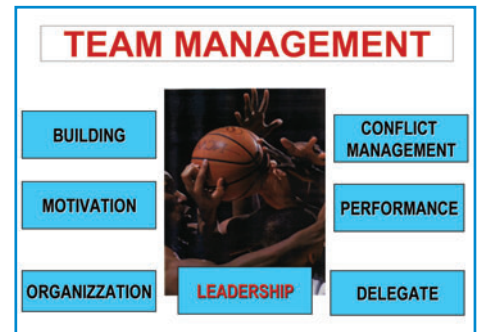 TEAM MANAGEMENT
BUILDING
CONFLICT
MANAGEMENT
MOTIVATION
PERFORMANCE
ORGANIZZATION
LEADERSHIP
DELEGATE